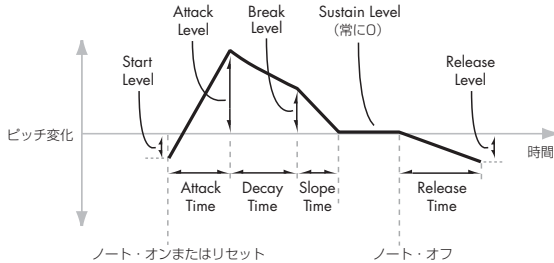 Attack
Level
Break
Level
Sustain Level
(常に0)
Start
Level
Release
Level
ピッチ変化
時間
Attack
Time
Decay
Time
Slope
Time
Release
Time
ノート・オンまたはリセット
ノート・オフ